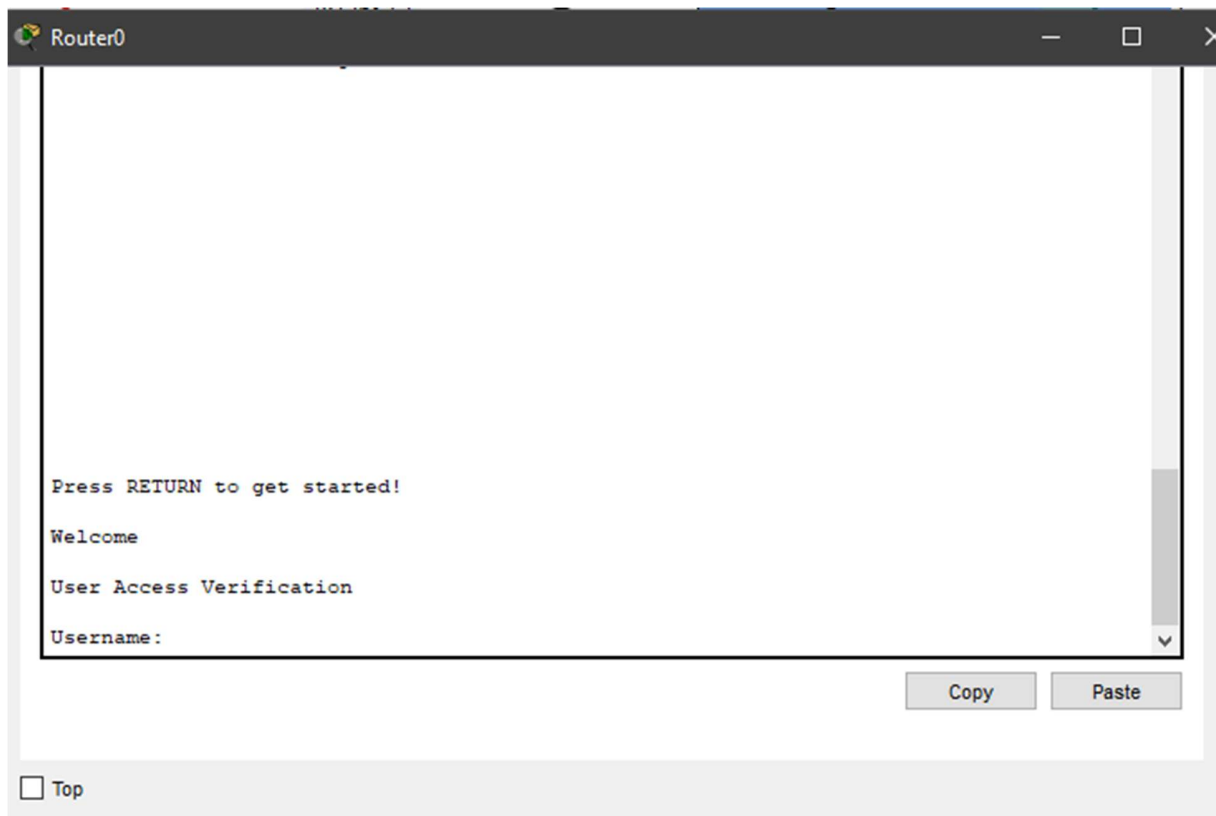 Router0
Press RETURN to get started!
Welcome
User Access Verification
Username:
Copy
Paste
Top